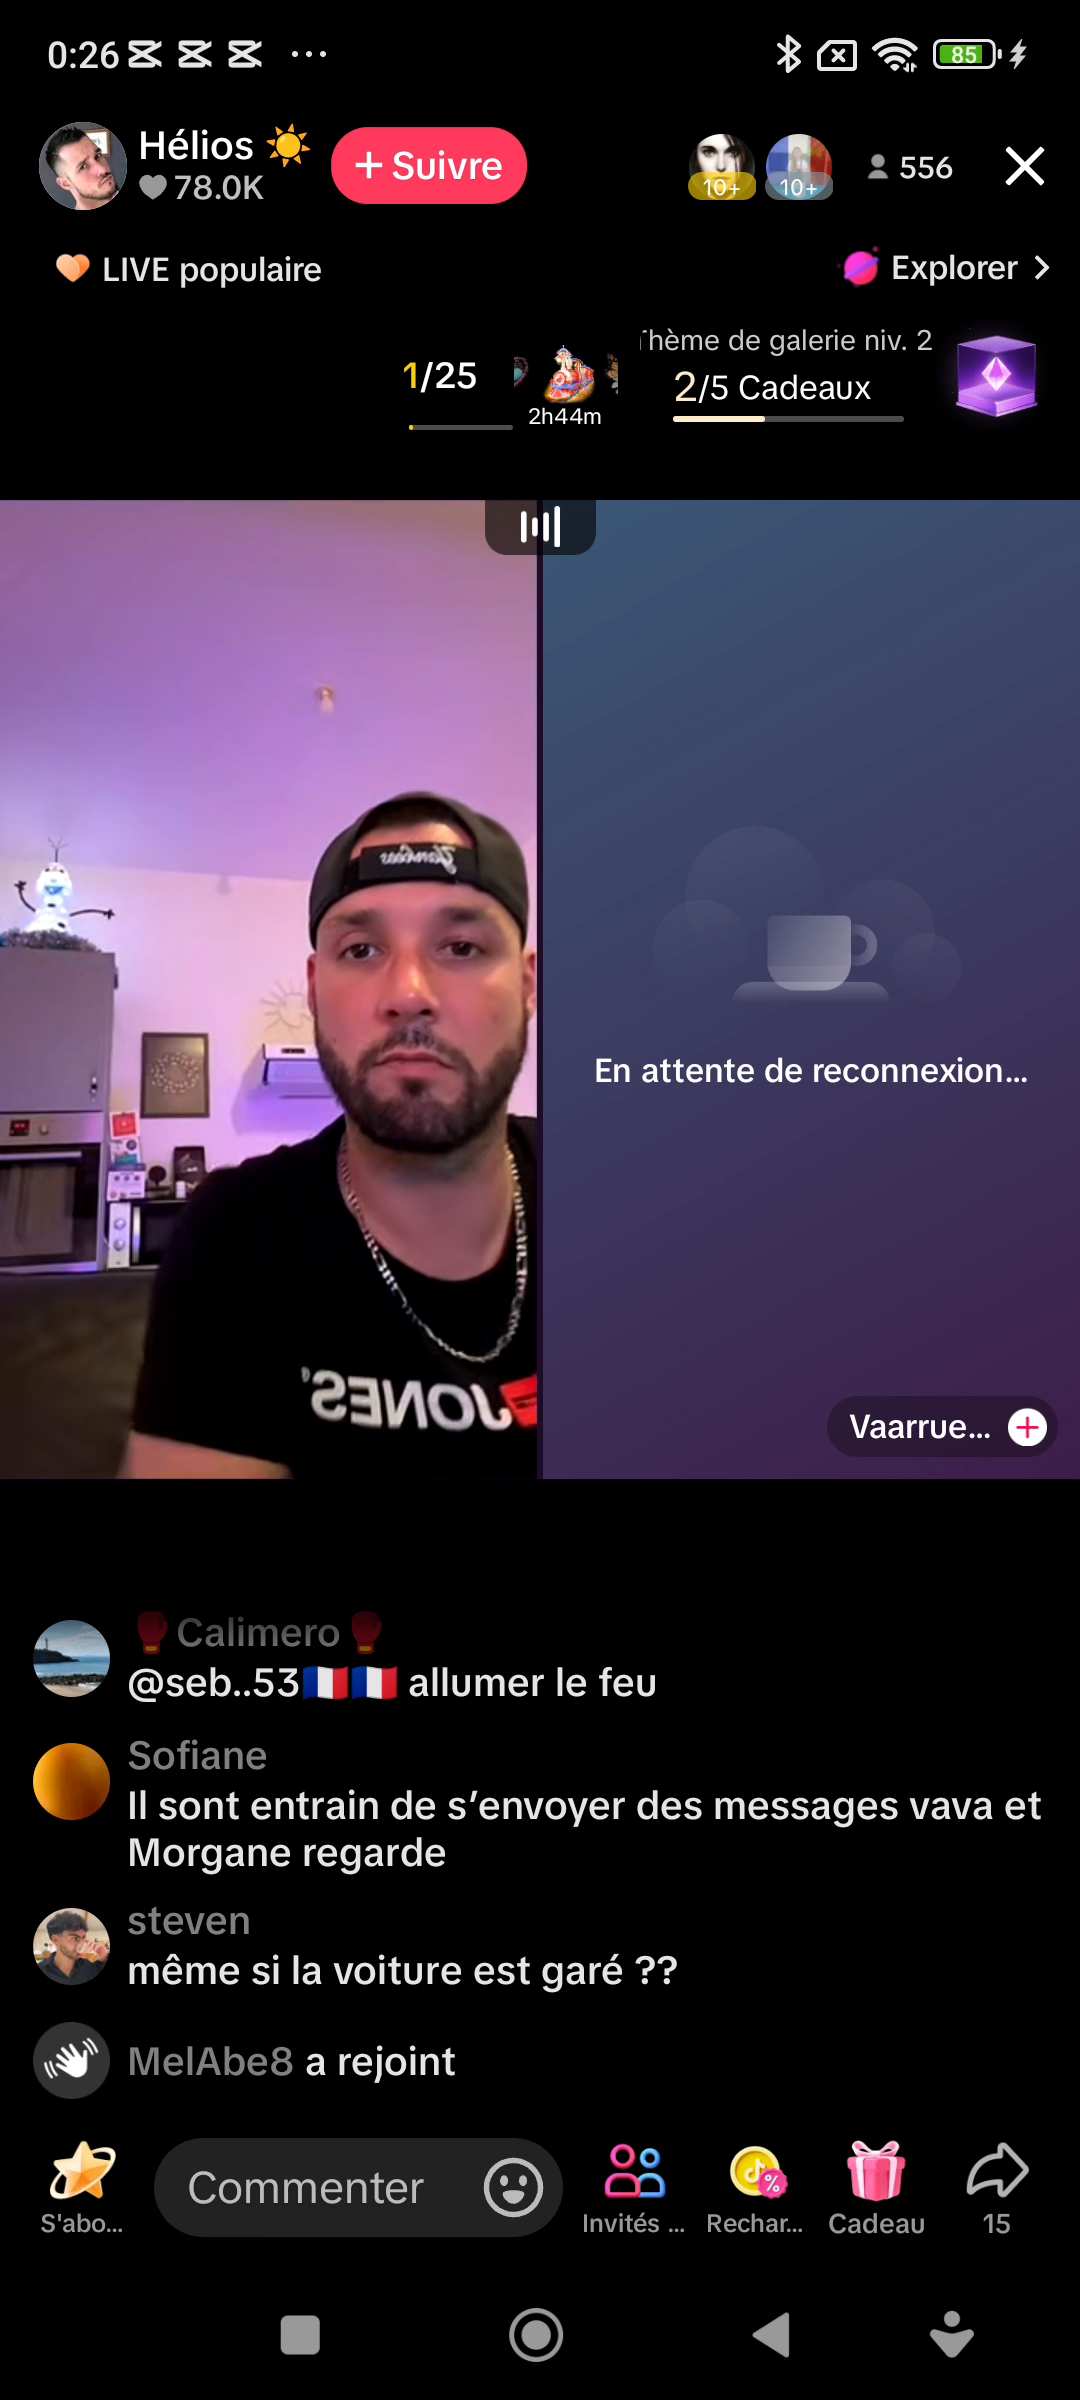 0:26
85
Hélios
78.0K
+ Suivre
10+
10+
556
LIVE populaire
Explorer
1/25
2h44m
Thème de galerie niv. 2
2/5 Cadeaux
Yankees
JONES
En attente de reconnexion...
Vaarrue...
Calimero
@seb..53🇫🇷🇫🇷 allumer le feu
Sofiane
Il sont entrain de s’envoyer des messages vava et
Morgane regarde
steven
même si la voiture est garé ??
MelAbe8 a rejoint
S'abo...
Commenter
Invités ...
Rechar...
Cadeau
15